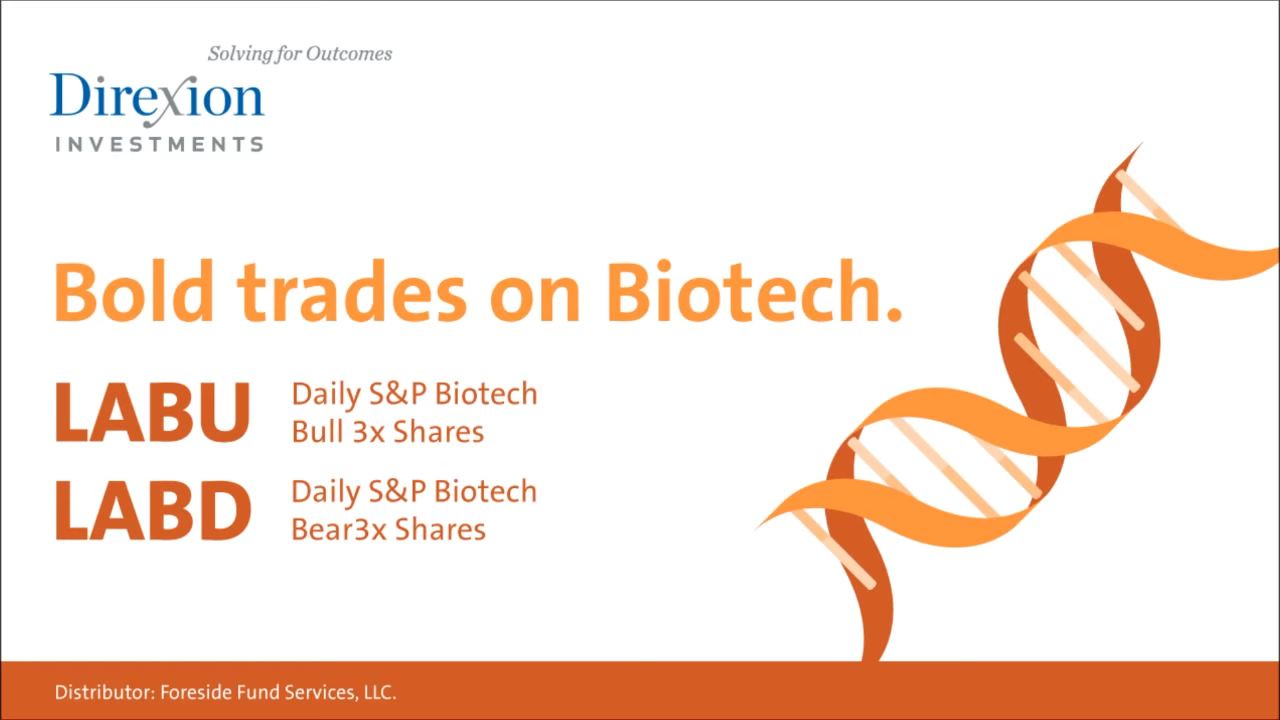 Solving for Outcomes
Direxion
INVESTMENTS
Bold trades on Biotech.
LABU
Daily S&P Biotech
Bull 3x Shares
LABD
Daily S&P Biotech
Bear3x Shares
Distributor: Foreside Fund Services, LLC.